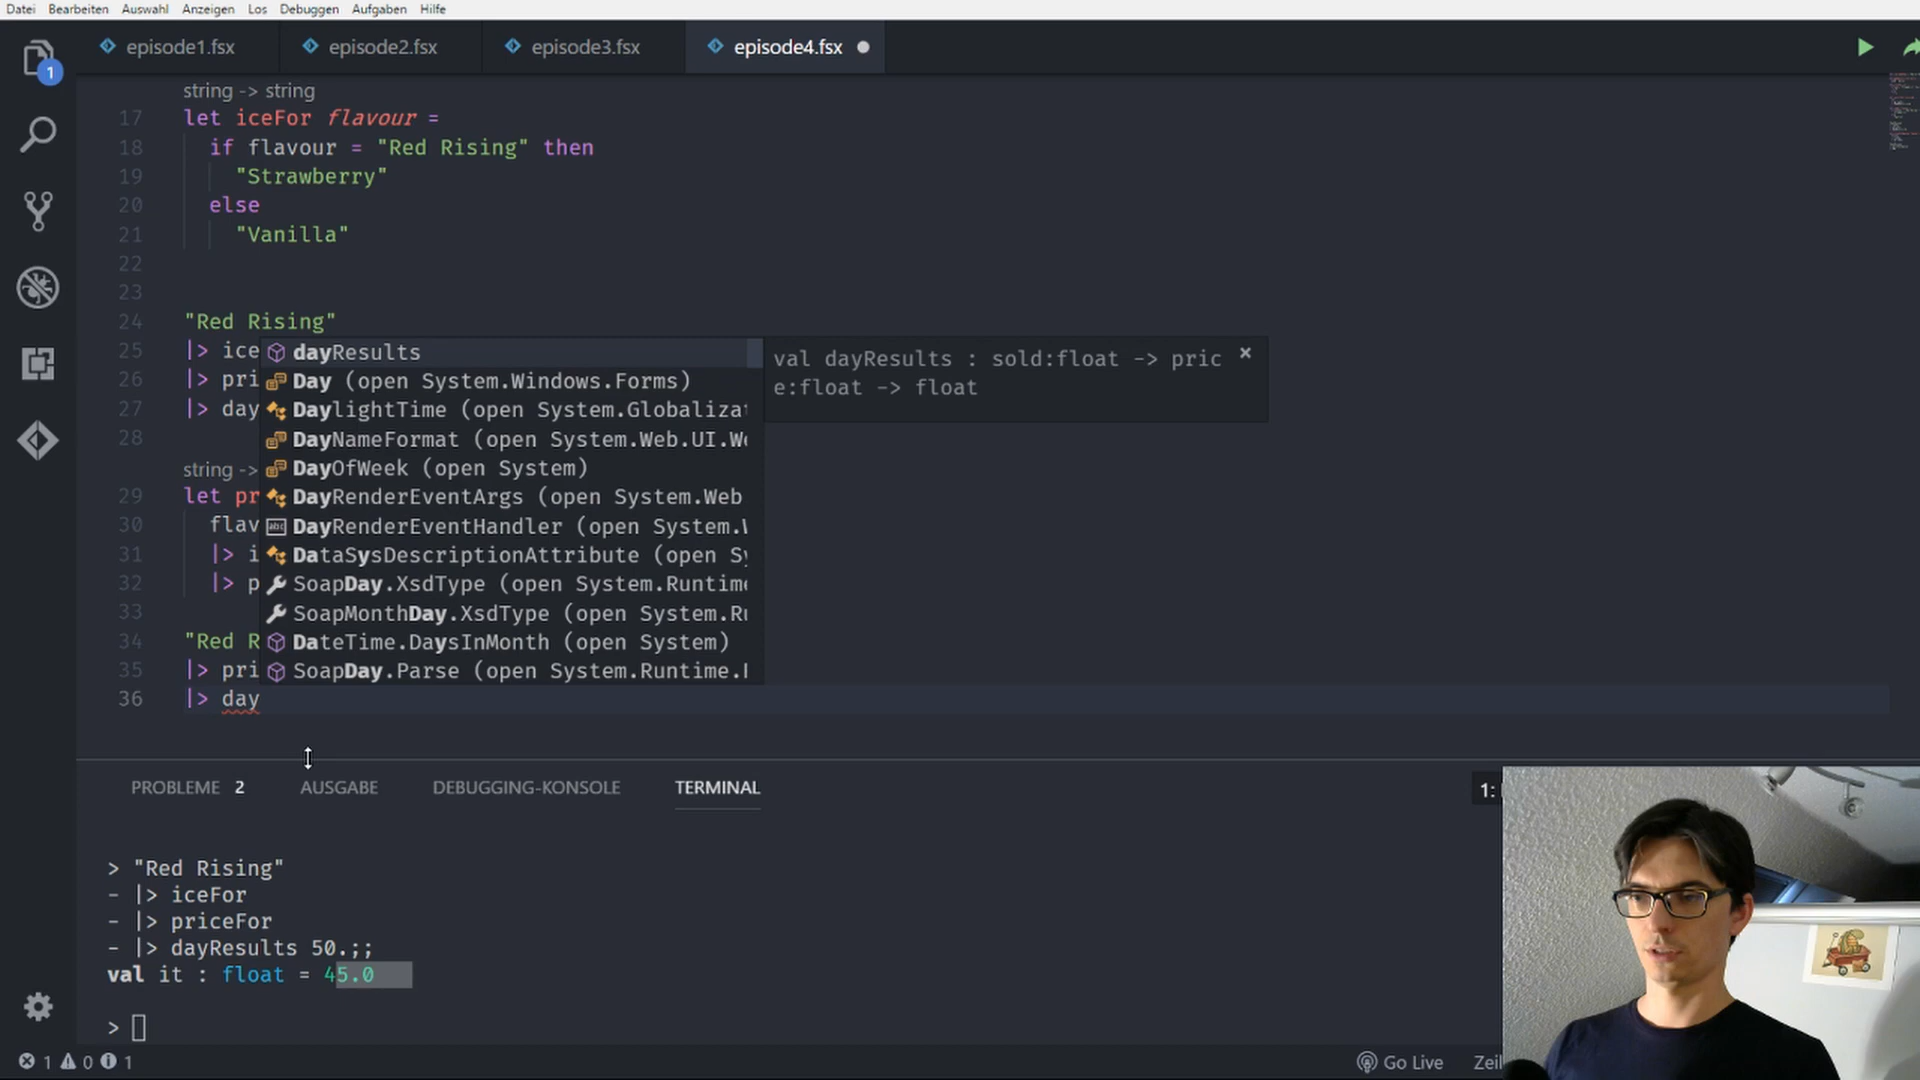 Datei Bearbeiten Auswahl Anzeigen Los Debuggen Aufgaben Hilfe
episode1.fsx episode2.fsx episode3.fsx episode4.fsx
1
string -> string
17 let iceFor flavour =
18 if flavour = "Red Rising" then
19 "Strawberry"
20 else
21 "Vanilla"
22
23
24 "Red Rising"
25 |> ice
26 |> pri
27 |> day
28
string ->
29 let pr
30 flav
31 |> i
32 |> p
33
34 "Red R
35 |> pri
36 |> day
dayResults
Day (open System.Windows.Forms)
DaylightTime (open System.Globaliza
DayNameFormat (open System.Web.UI.W
DayOfWeek (open System)
DayRenderEventArgs (open System.Web
DayRenderEventHandler (open System.
DataSysDescriptionAttribute (open Sy
SoapDay.XsdType (open System.Runtim
SoapMonthDay.XsdType (open System.Ru
DateTime.DaysInMonth (open System)
SoapDay.Parse (open System.Runtime.
val dayResults : sold:float -> pric
e:float -> float
PROBLEME 2 AUSGABE DEBUGGING-KONSOLE TERMINAL
1:
> "Red Rising"
- |> iceFor
- |> priceFor
- |> dayResults 50.;;
val it : float = 45.0
>
1 0 1
Go Live Zeil